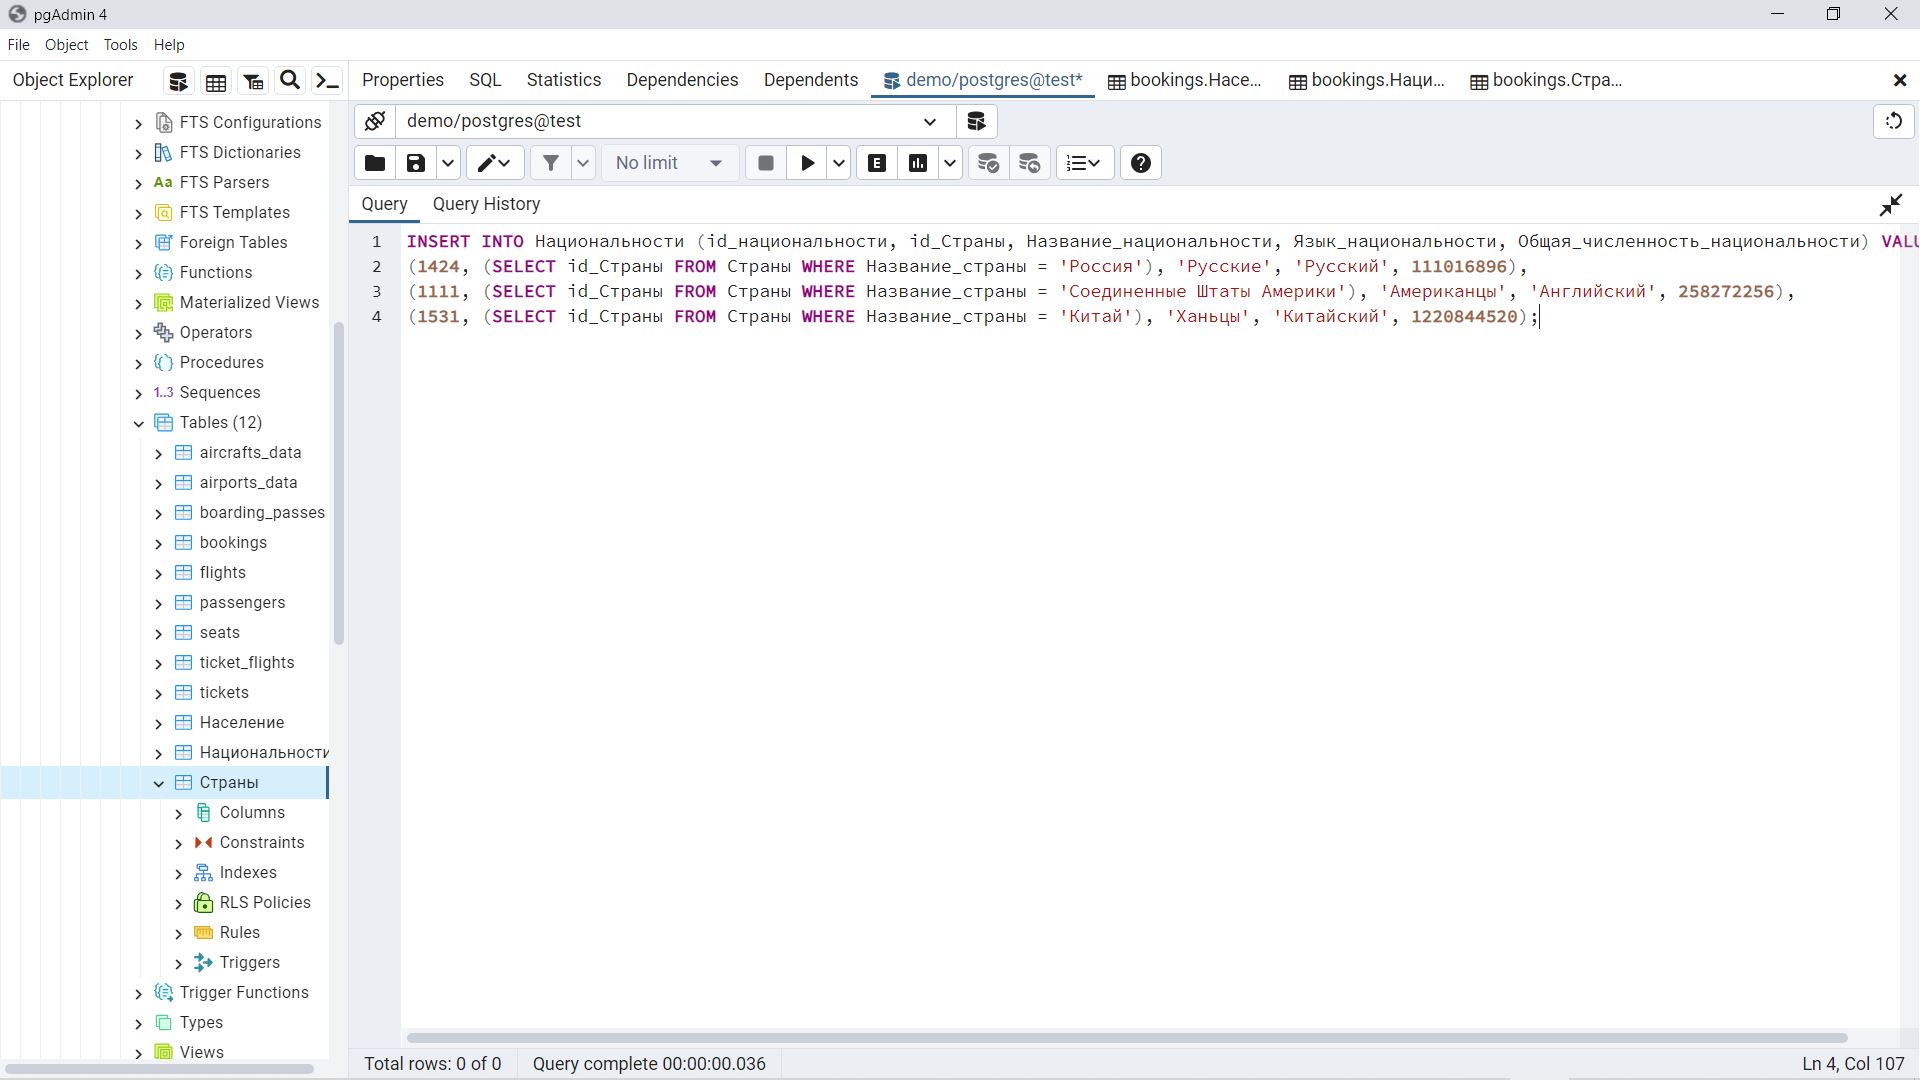 pgAdmin 4
File Object Tools Help
Object Explorer
Properties SQL Statistics Dependencies Dependents demo/postgres@test* bookings.Насе... bookings.Наци... bookings.Стра...
demo/postgres@test
No limit
Query Query History
1 INSERT INTO Национальности (id_национальности, id_Страны, Название_национальности, Язык_национальности, Общая_численность_национальности) VALU
2 (1424, (SELECT id_Страны FROM Страны WHERE Название_страны = 'Россия'), 'Русские', 'Русский', 111016896),
3 (1111, (SELECT id_Страны FROM Страны WHERE Название_страны = 'Соединенные Штаты Америки'), 'Американцы', 'Английский', 258272256),
4 (1531, (SELECT id_Страны FROM Страны WHERE Название_страны = 'Китай'), 'Ханьцы', 'Китайский', 1220844520);
FTS Configurations
FTS Dictionaries
Aa FTS Parsers
FTS Templates
Foreign Tables
Functions
Materialized Views
Operators
Procedures
1..3 Sequences
Tables (12)
aircrafts_data
airports_data
boarding_passes
bookings
flights
passengers
seats
ticket_flights
tickets
Население
Национальности
Страны
Columns
Constraints
Indexes
RLS Policies
Rules
Triggers
Trigger Functions
Types
Views
Total rows: 0 of 0 Query complete 00:00:00.036 Ln 4, Col 107